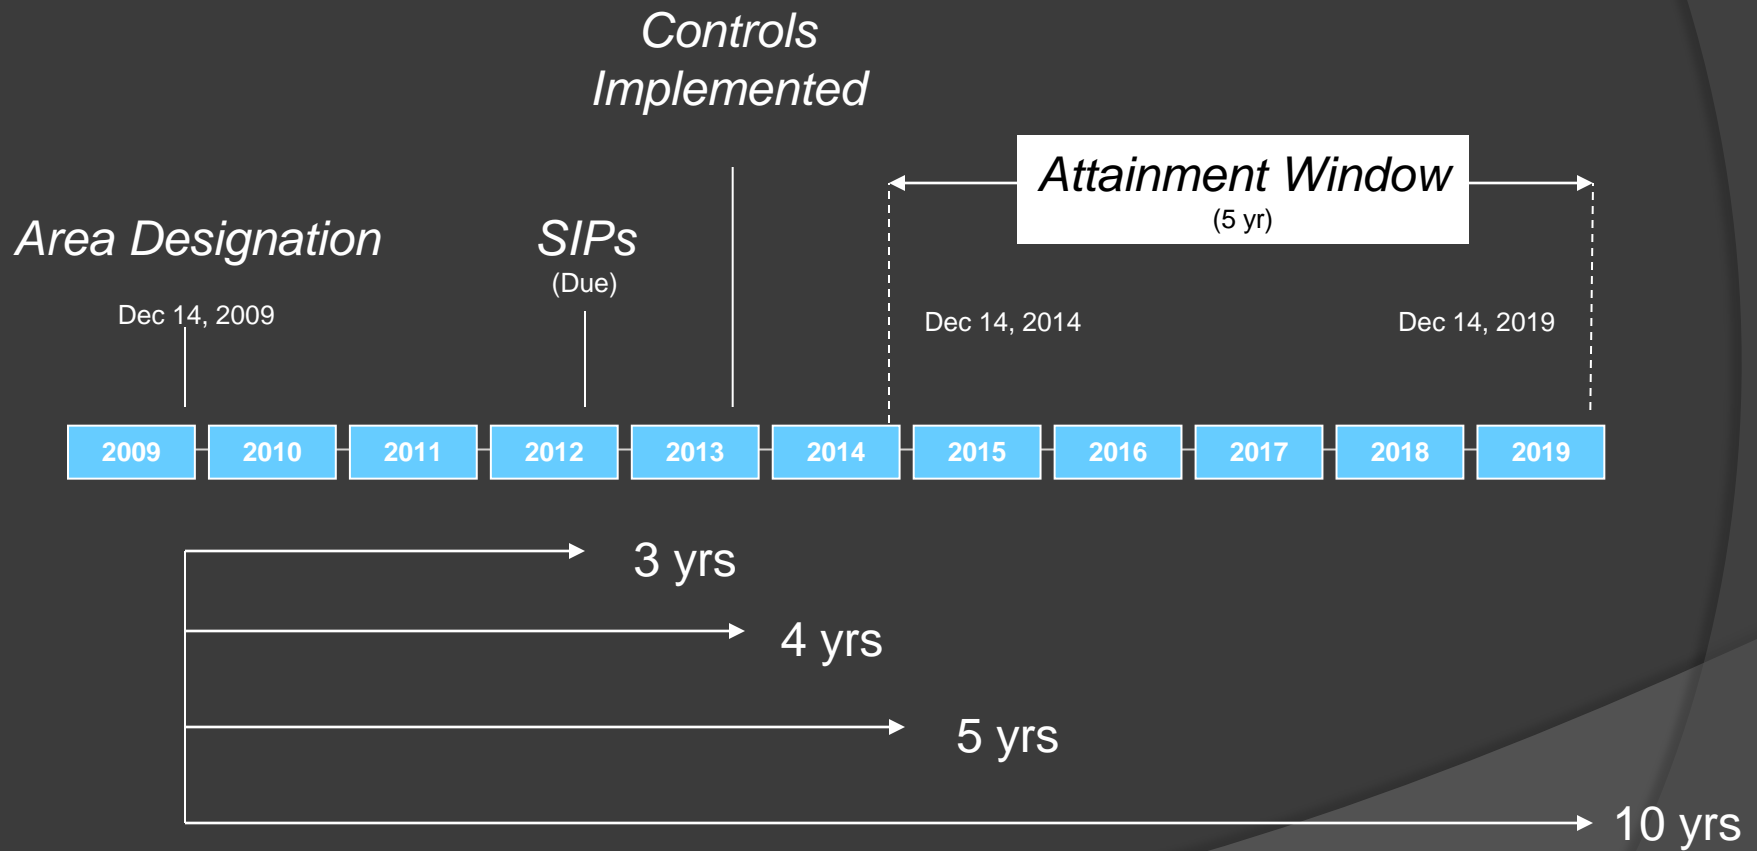 Controls
Implemented
Attainment Window
(5 yr)
Area Designation
SIPs
(Due)
Dec 14, 2009
Dec 14, 2014
Dec 14, 2019
2009
2010
2011
2012
2013
2014
2015
2016
2017
2018
2019
3 yrs
4 yrs
5 yrs
10 yrs